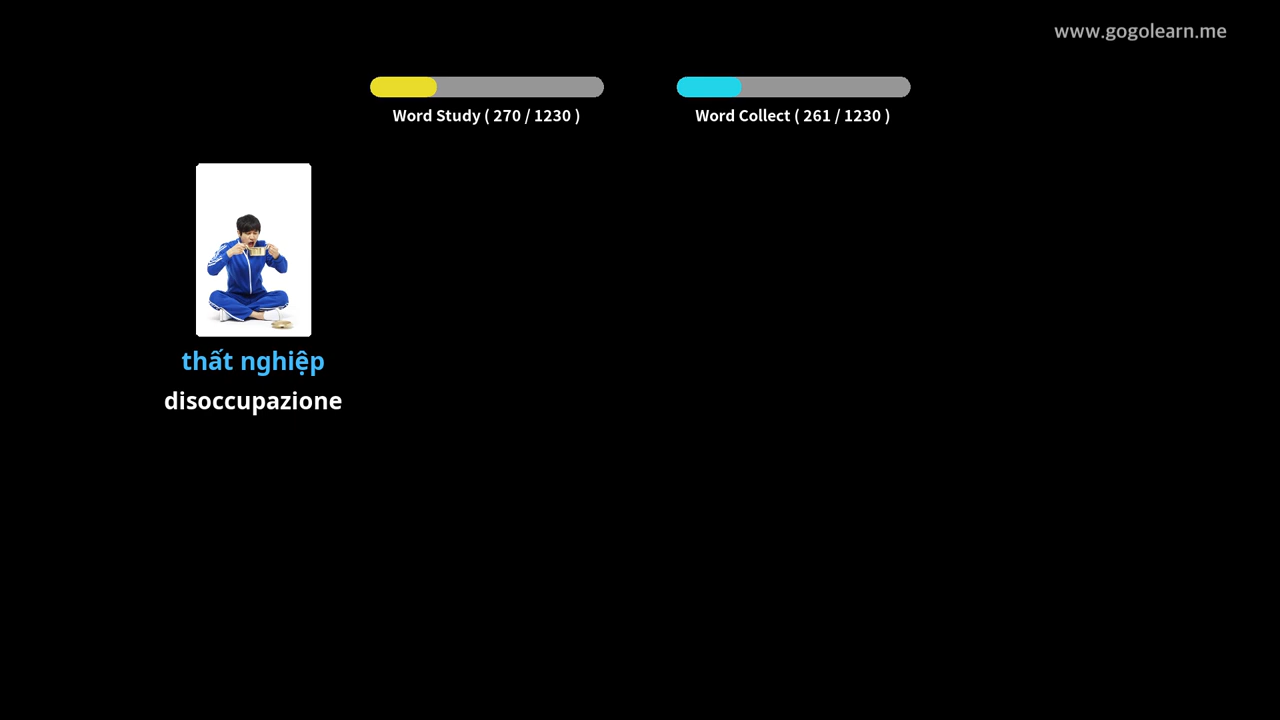 www.gogolearn.me
Word Study ( 270 / 1230 )
Word Collect ( 261 / 1230 )
thất nghiệp
disoccupazione